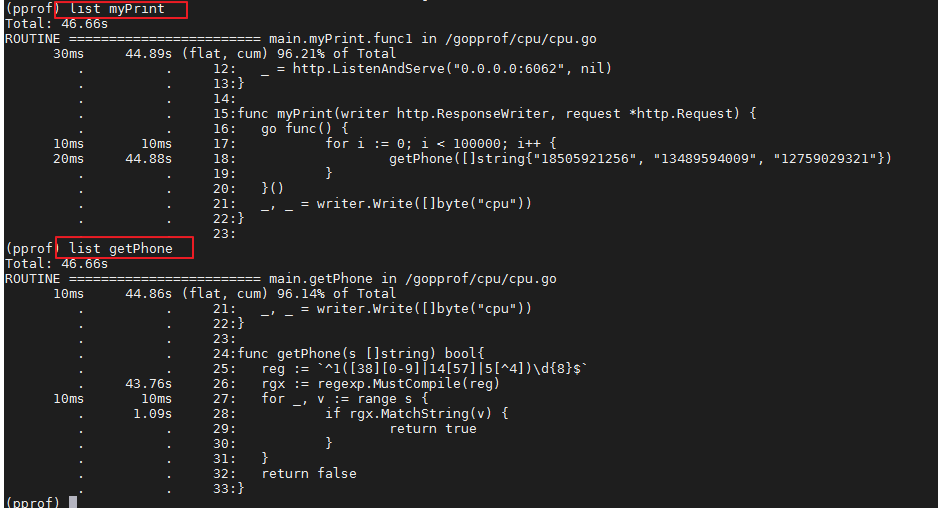 (pprof) list myPrint
Total: 46.66s
ROUTINE ======================== main.myPrint.func1 in /gopprof/cpu/cpu.go
      30ms     44.89s (flat, cum) 96.21% of Total
         .          .     12:	_ = http.ListenAndServe("0.0.0.0:6062", nil)
         .          .     13:}
         .          .     14:
         .          .     15:func myPrint(writer http.ResponseWriter, request *http.Request) {
         .          .     16:	go func() {
      10ms       10ms     17:		for i := 0; i < 100000; i++ {
      20ms     44.88s     18:			getPhone([]string{"18505921256", "13489594009", "12759029321"})
         .          .     19:		}
         .          .     20:	}()
         .          .     21:	_, _ = writer.Write([]byte("cpu"))
         .          .     22:}
         .          .     23:
(pprof) list getPhone
Total: 46.66s
ROUTINE ======================== main.getPhone in /gopprof/cpu/cpu.go
      10ms     44.86s (flat, cum) 96.14% of Total
         .          .     21:	_, _ = writer.Write([]byte("cpu"))
         .          .     22:}
         .          .     23:
         .          .     24:func getPhone(s []string) bool{
         .          .     25:	reg := `^1([38][0-9]|14[57]|5[^4])\d{8}$`
         .     43.76s     26:	rgx := regexp.MustCompile(reg)
      10ms       10ms     27:	for _, v := range s {
         .      1.09s     28:		if rgx.MatchString(v) {
         .          .     29:			return true
         .          .     30:		}
         .          .     31:	}
         .          .     32:	return false
         .          .     33:}
(pprof)